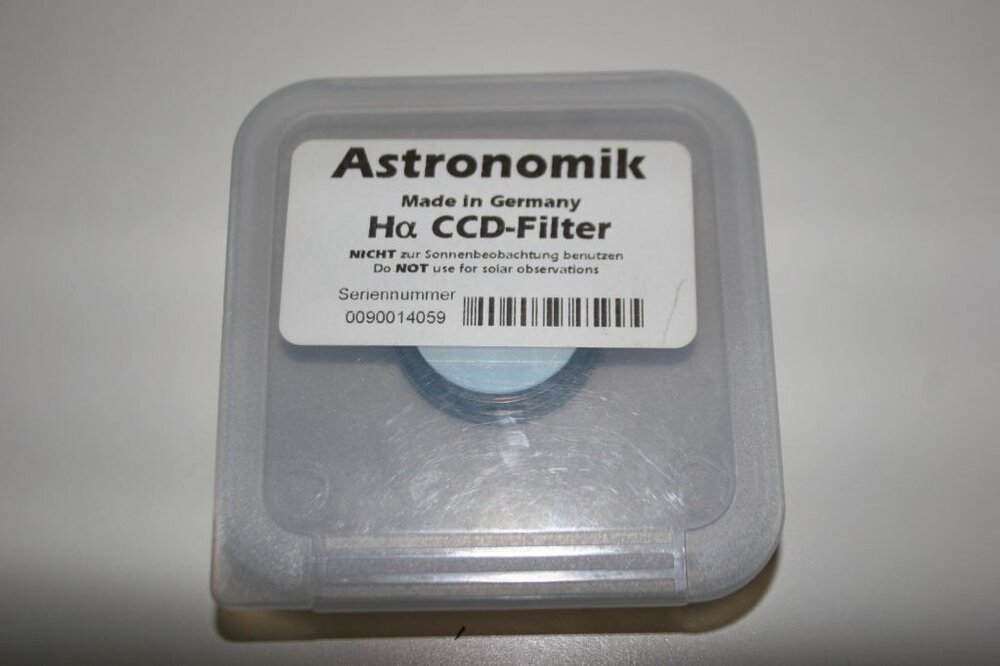 Astronomik
Made in Germany
Hα CCD-Filter
NICHT zur Sonnenbeobachtung benutzen
Do NOT use for solar observations
Seriennummer
0090014059